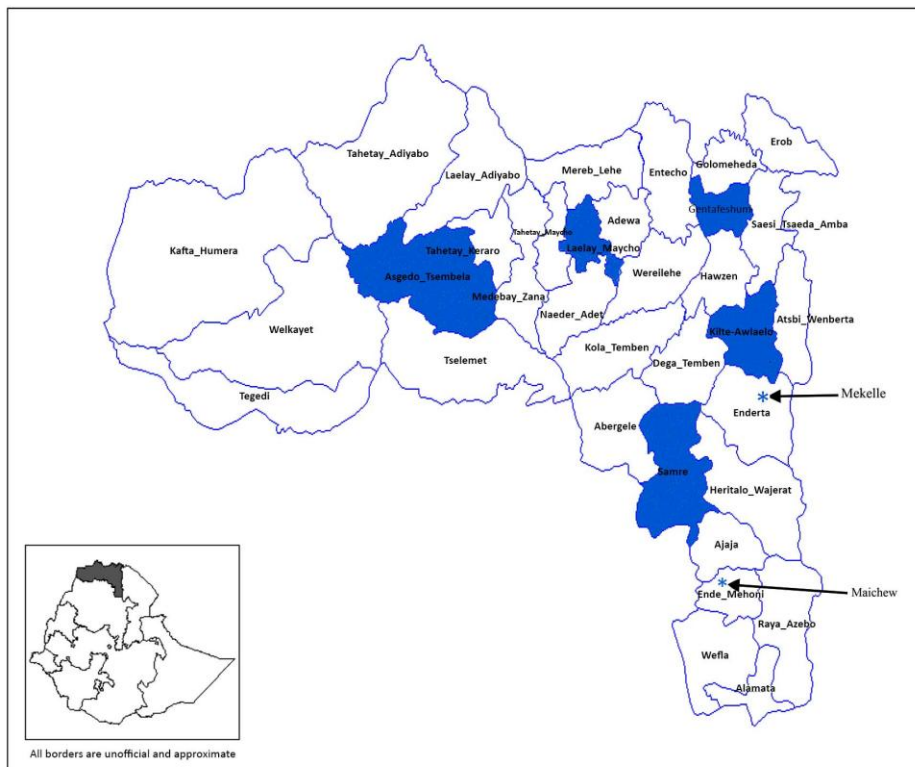 Erob
Tahetay_Adiyabo
Golomeheda
Mereb_Lehe
Entecho
Laelay_Adiyabo
Gentafeshum
Adewa
Saesi_Tsaeda_Amba
Tahetay_Maycho
Kafta_Humera
Tahetay_Keraro
Laelay_Maycho
Wereilehe
Hawzen
Asgedo_Tsembela
Medebay_Zana
Naeder_Adet
Atsbi_Wenberta
Welkayet
Kilte-Awlaelo
Kola_Temben
Tselemet
Dega_Temben
Tegedi
Mekelle
Enderta
Abergele
Samre
Heritalo_Wajerat
Ajaja
Maichew
Ende_Mehoni
Raya_Azebo
Wefla
Alamata
All borders are unofficial and approximate